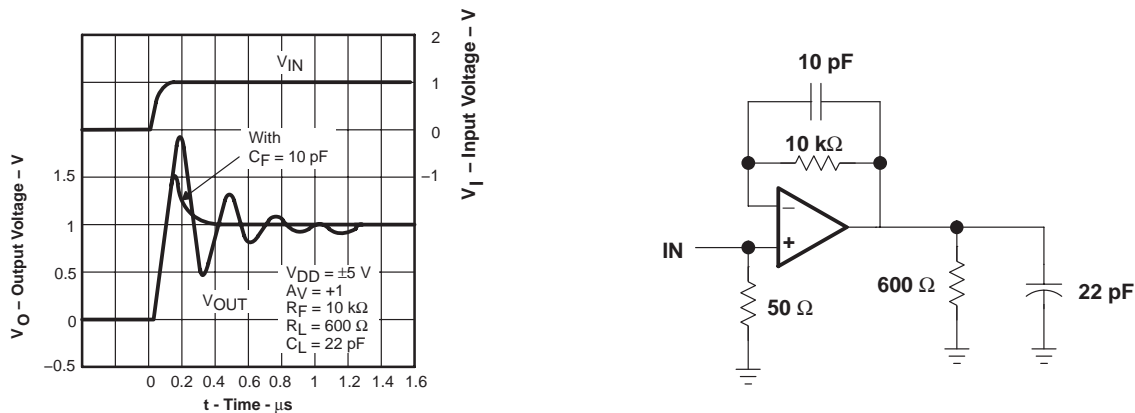 2
1
0
−1
V_I – Input Voltage – V
V_IN
With
C_F = 10 pF
1.5
1
0.5
0
−0.5
V_O – Output Voltage – V
V_OUT
V_DD = ±5 V
A_V = +1
R_F = 10 kΩ
R_L = 600 Ω
C_L = 22 pF
0 0.2 0.4 0.6 0.8 1 1.2 1.4 1.6
t - Time - μs
10 pF
10 kΩ
−
+
IN
50 Ω
600 Ω
22 pF